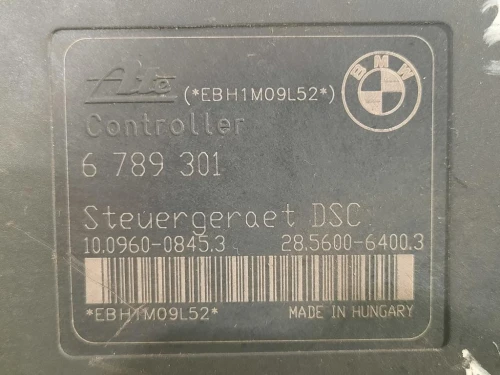 Ate (*EBH1M09L52*)
BMW
Controller
6 789 301
Steuergeraet DSC
10.0960-0845.3 28.5600-6400.3
*EBH1M09L52* MADE IN HUNGARY